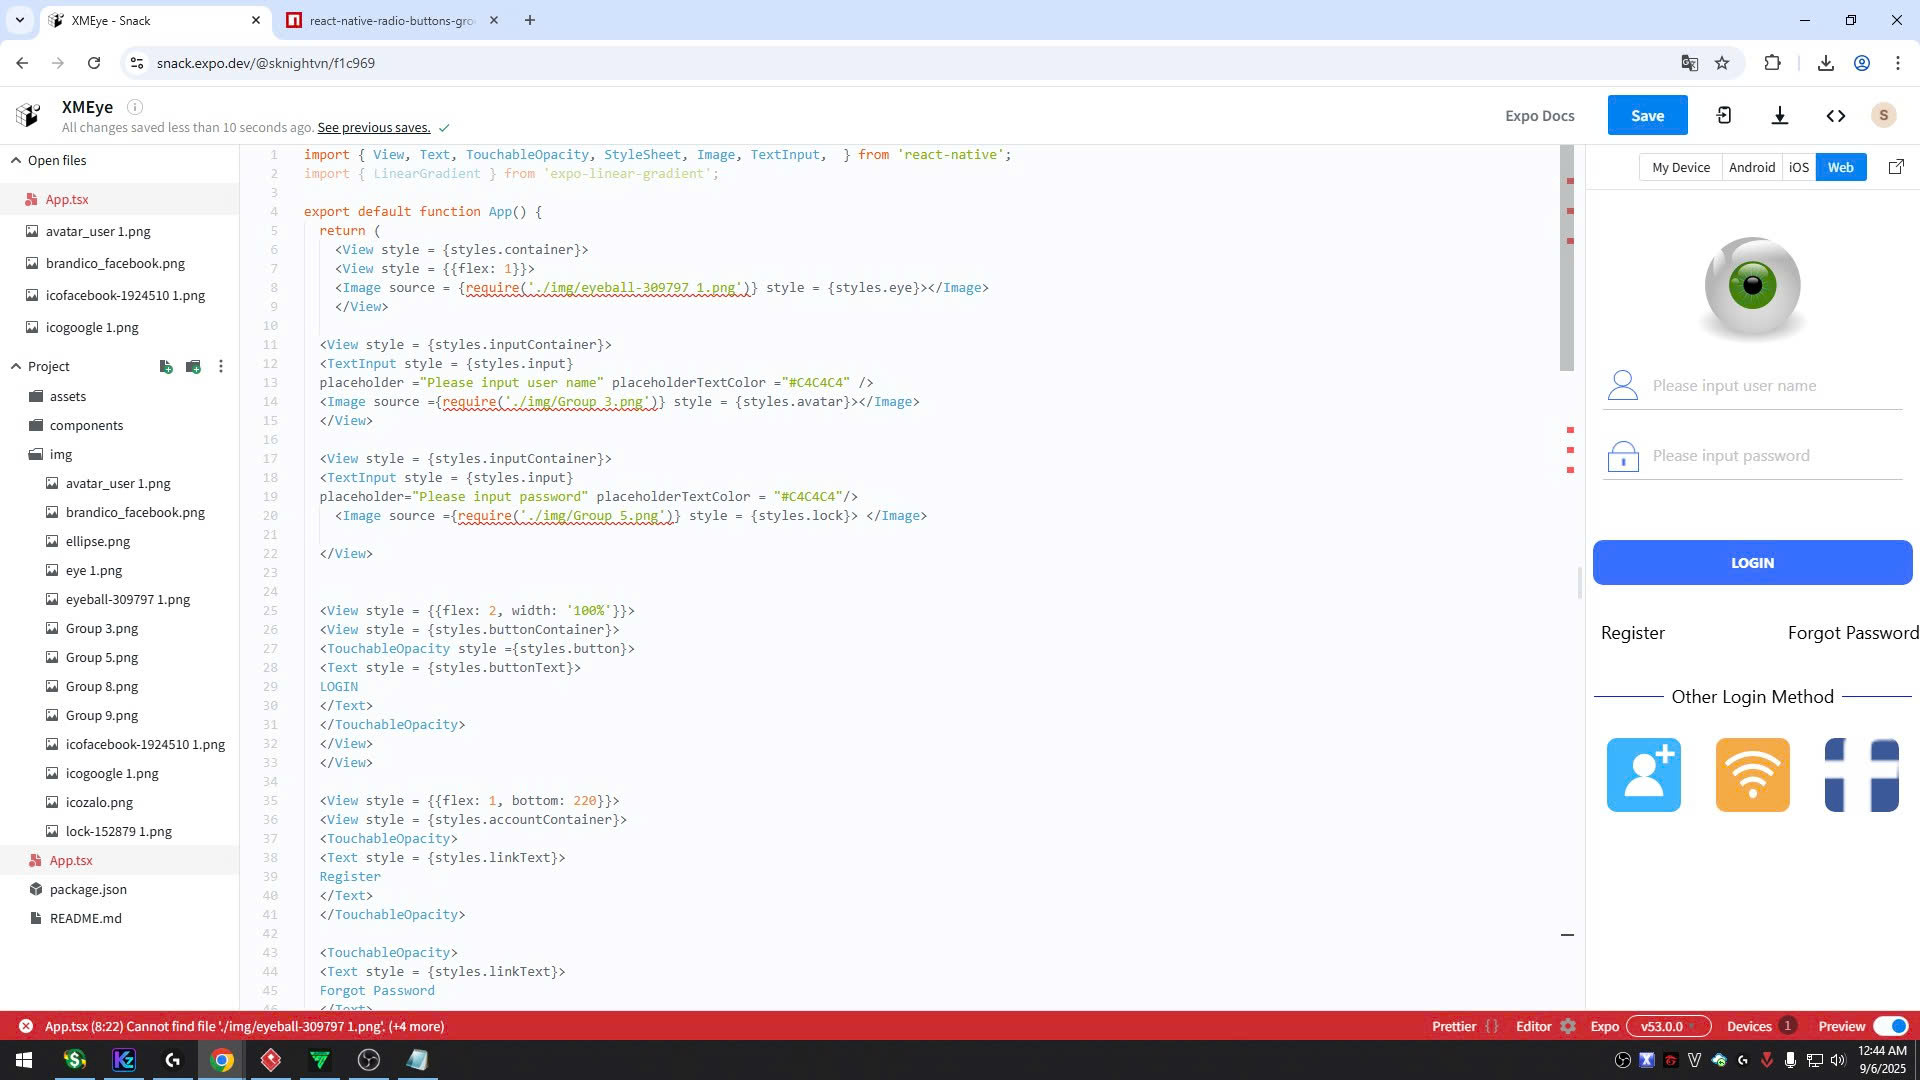 XMEye - Snack
react-native-radio-buttons-gro
snack.expo.dev/@sknightvn/f1c969
XMEye
All changes saved less than 10 seconds ago. See previous saves.
Expo Docs
Save
S
Open files
App.tsx
avatar_user 1.png
brandico_facebook.png
icofacebook-1924510 1.png
icogoogle 1.png
Project
assets
components
img
avatar_user 1.png
brandico_facebook.png
ellipse.png
eye 1.png
eyeball-309797 1.png
Group 3.png
Group 5.png
Group 8.png
Group 9.png
icofacebook-1924510 1.png
icogoogle 1.png
icozalo.png
lock-152879 1.png
App.tsx
package.json
README.md
1 import { View, Text, TouchableOpacity, StyleSheet, Image, TextInput,  } from 'react-native';
2 import { LinearGradient } from 'expo-linear-gradient';
3
4 export default function App() {
5 return (
6 <View style = {styles.container}>
7 <View style = {{flex: 1}}>
8 <Image source = {require('./img/eyeball-309797 1.png')} style = {styles.eye}></Image>
9 </View>
10
11 <View style = {styles.inputContainer}>
12 <TextInput style = {styles.input}
13 placeholder ="Please input user name" placeholderTextColor ="#C4C4C4" />
14 <Image source ={require('./img/Group 3.png')} style = {styles.avatar}></Image>
15 </View>
16
17 <View style = {styles.inputContainer}>
18 <TextInput style = {styles.input}
19 placeholder="Please input password" placeholderTextColor = "#C4C4C4"/>
20 <Image source ={require('./img/Group 5.png')} style = {styles.lock}> </Image>
21
22 </View>
23
24
25 <View style = {{flex: 2, width: '100%'}}>
26 <View style = {styles.buttonContainer}>
27 <TouchableOpacity style ={styles.button}>
28 <Text style = {styles.buttonText}>
29 LOGIN
30 </Text>
31 </TouchableOpacity>
32 </View>
33 </View>
34
35 <View style = {{flex: 1, bottom: 220}}>
36 <View style = {styles.accountContainer}>
37 <TouchableOpacity>
38 <Text style = {styles.linkText}>
39 Register
40 </Text>
41 </TouchableOpacity>
42
43 <TouchableOpacity>
44 <Text style = {styles.linkText}>
45 Forgot Password
46 </Text>
My Device
Android
iOS
Web
Please input user name
Please input password
LOGIN
Register
Forgot Password
Other Login Method
App.tsx (8:22) Cannot find file './img/eyeball-309797 1.png'. (+4 more)
Prettier {}
Editor
Expo
v53.0.0
Devices 1
Preview
12:44 AM
9/6/2025